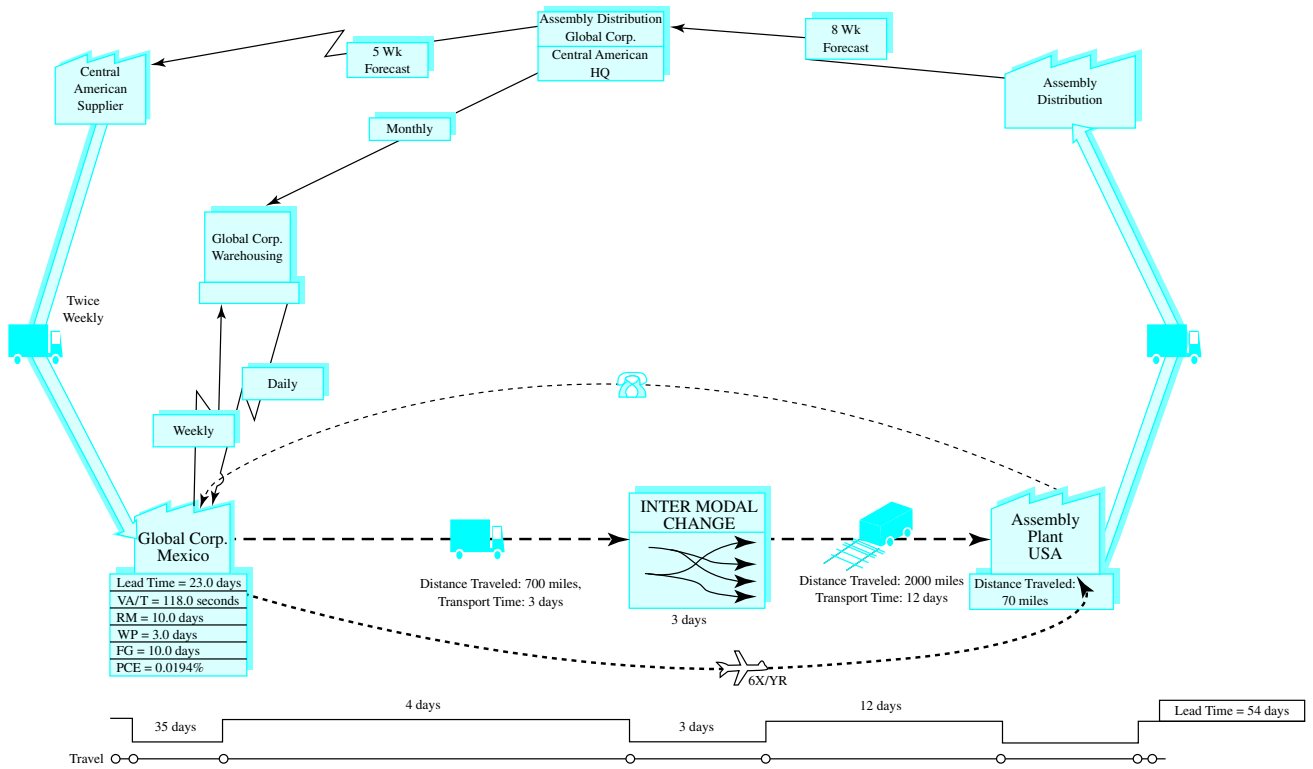 Assembly Distribution
Global Corp.
Central American
HQ
8 Wk
Forecast
5 Wk
Forecast
Central
American
Supplier
Assembly
Distribution
Monthly
Global Corp.
Warehousing
Twice
Weekly
Daily
Weekly
Global Corp.
Mexico
Lead Time = 23.0 days
VA/T = 118.0 seconds
RM = 10.0 days
WP = 3.0 days
FG = 10.0 days
PCE = 0.0194%
Distance Traveled: 700 miles,
Transport Time: 3 days
INTER MODAL
CHANGE
3 days
Distance Traveled: 2000 miles
Transport Time: 12 days
Assembly
Plant
USA
Distance Traveled:
70 miles
6X/YR
35 days
4 days
3 days
12 days
Lead Time = 54 days
Travel